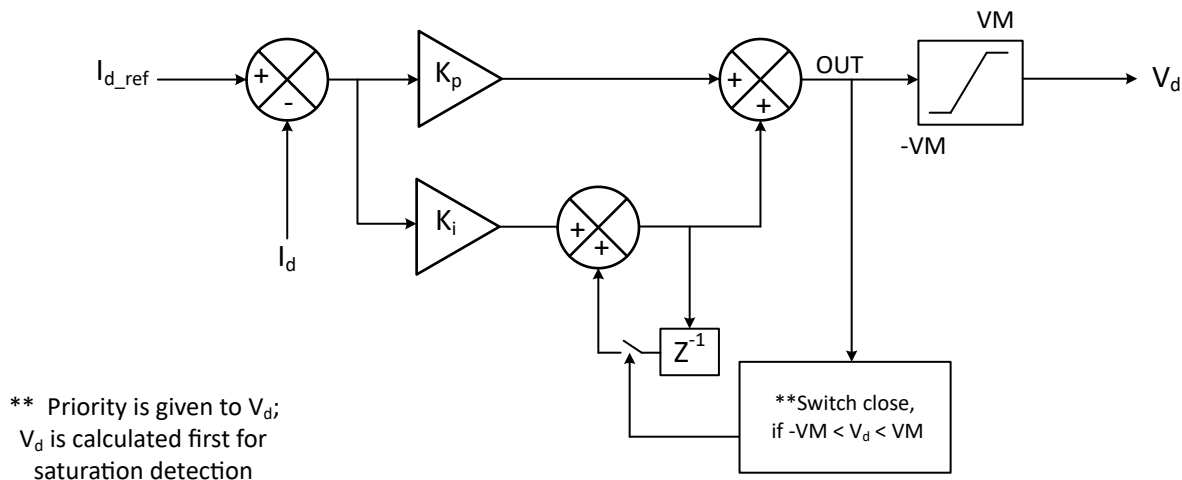 I_d_ref
+
-
I_d
K_p
K_i
+
+
Z^-1
+
+
OUT
VM
-VM
V_d
**Switch close,
if -VM < V_d < VM
** Priority is given to V_d;
V_d is calculated first for
saturation detection